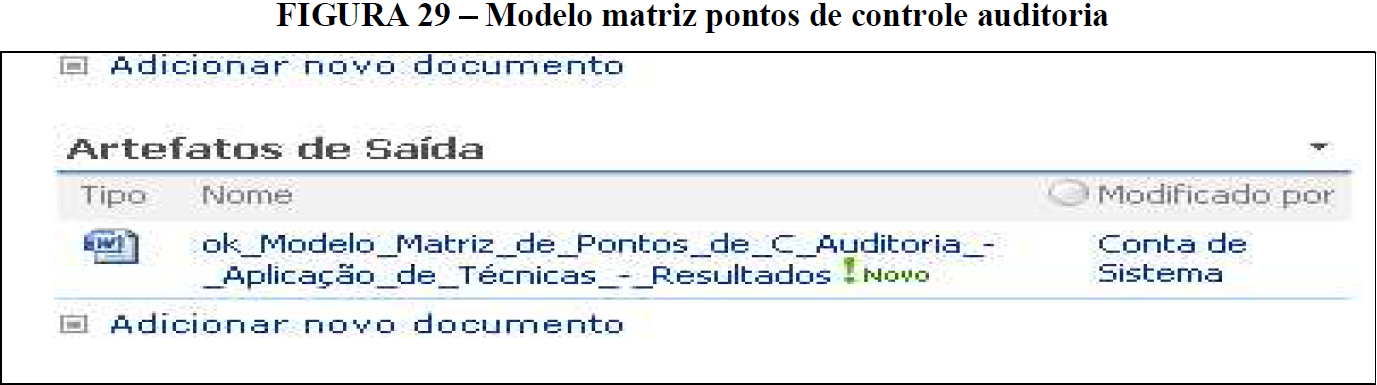 FIGURA 29 – Modelo matriz pontos de controle auditoria
Adicionar novo documento
Artefatos de Saída
Tipo Nome Modificado por
ok_Modelo_Matriz_de_Pontos_de_C_Auditoria_- Conta de
_Aplicação_de_Técnicas_-_Resultados ! Novo Sistema
Adicionar novo documento